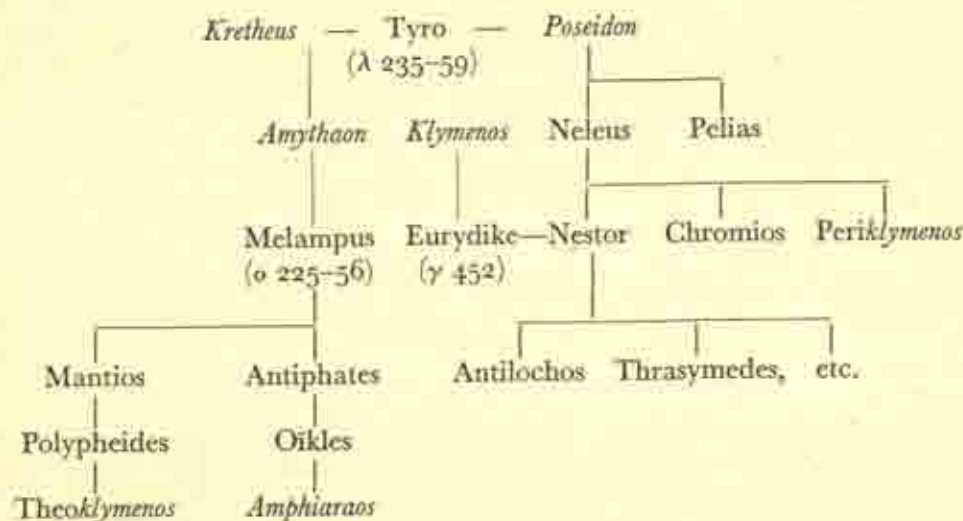 Kretheus — Tyro — Poseidon
(λ 235–59)
Amythaon Klymenos Neleus Pelias
Melampus Eurydike—Nestor Chromios Periklymenos
(ο 225–56) (γ 452)
Mantios Antiphates Antilochos Thrasymedes, etc.
Polypheides Oïkles
Theoklymenos Amphiaraos